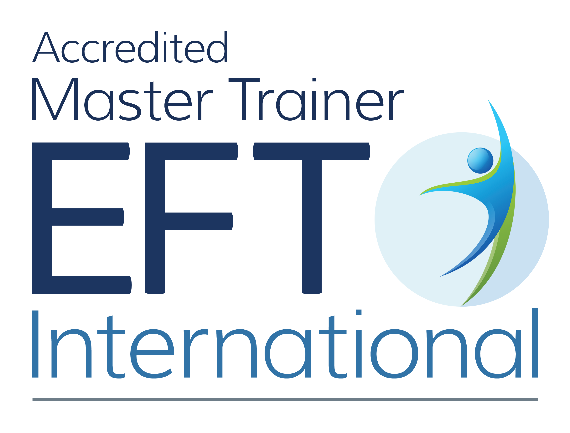 Accredited
Master Trainer
EFT
International